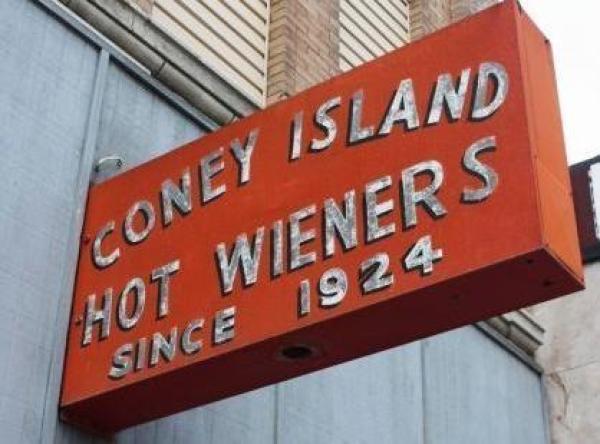 CONEY ISLAND
HOT WIENERS
SINCE 1924